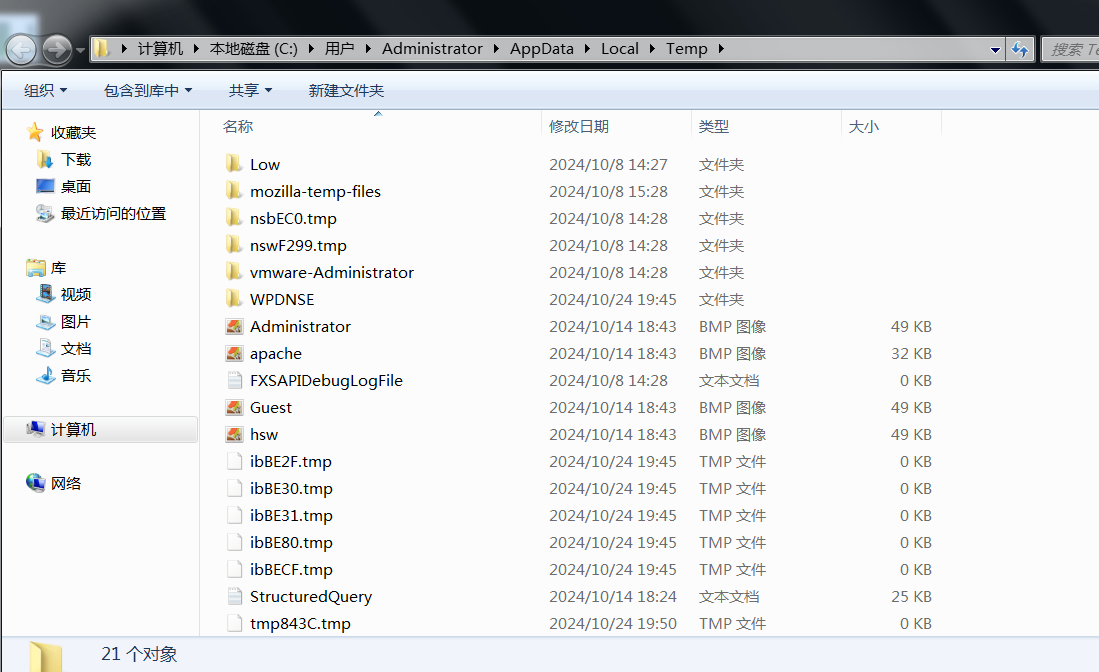 计算机 本地磁盘 (C:) 用户 Administrator AppData Local Temp 搜索 Te
组织 包含到库中 共享 新建文件夹
收藏夹
下载
桌面
最近访问的位置
库
视频
图片
文档
音乐
计算机
网络
名称 修改日期 类型 大小
Low 2024/10/8 14:27 文件夹
mozilla-temp-files 2024/10/8 15:28 文件夹
nsbEC0.tmp 2024/10/8 14:28 文件夹
nswF299.tmp 2024/10/8 14:28 文件夹
vmware-Administrator 2024/10/8 14:28 文件夹
WPDNSE 2024/10/24 19:45 文件夹
Administrator 2024/10/14 18:43 BMP 图像 49 KB
apache 2024/10/14 18:43 BMP 图像 32 KB
FXSAPIDebugLogFile 2024/10/8 14:28 文本文档 0 KB
Guest 2024/10/14 18:43 BMP 图像 49 KB
hsw 2024/10/14 18:43 BMP 图像 49 KB
ibBE2F.tmp 2024/10/24 19:45 TMP 文件 0 KB
ibBE30.tmp 2024/10/24 19:45 TMP 文件 0 KB
ibBE31.tmp 2024/10/24 19:45 TMP 文件 0 KB
ibBE80.tmp 2024/10/24 19:45 TMP 文件 0 KB
ibBECF.tmp 2024/10/24 19:45 TMP 文件 0 KB
StructuredQuery 2024/10/14 18:24 文本文档 25 KB
tmp843C.tmp 2024/10/24 19:50 TMP 文件 0 KB
21 个对象